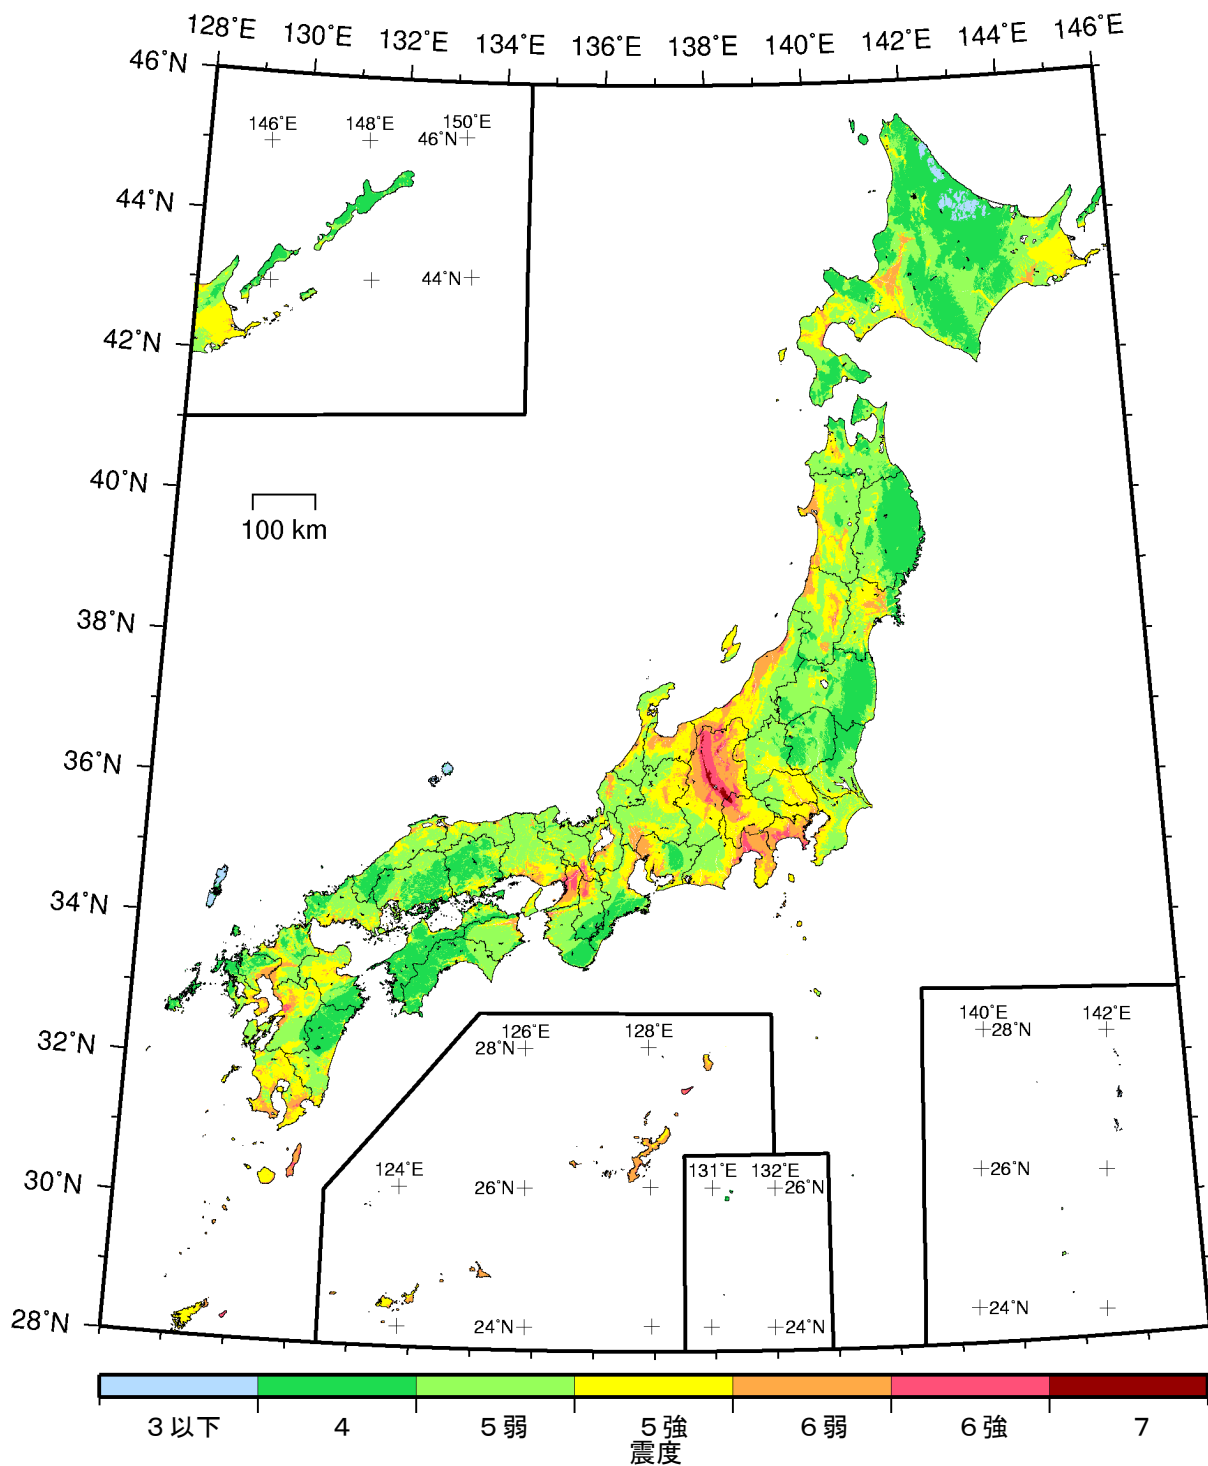 128˚E 130˚E 132˚E 134˚E 136˚E 138˚E 140˚E 142˚E 144˚E 146˚E
46˚N
146˚E 148˚E 150˚E
46˚N
44˚N
44˚N
42˚N
40˚N
100 km
38˚N
36˚N
34˚N
32˚N
30˚N
28˚N
126˚E 128˚E
28˚N
124˚E
26˚N
24˚N
131˚E 132˚E
26˚N
24˚N
140˚E 142˚E
28˚N
26˚N
24˚N
3以下 4 5弱 5強 6弱 6強 7
震度